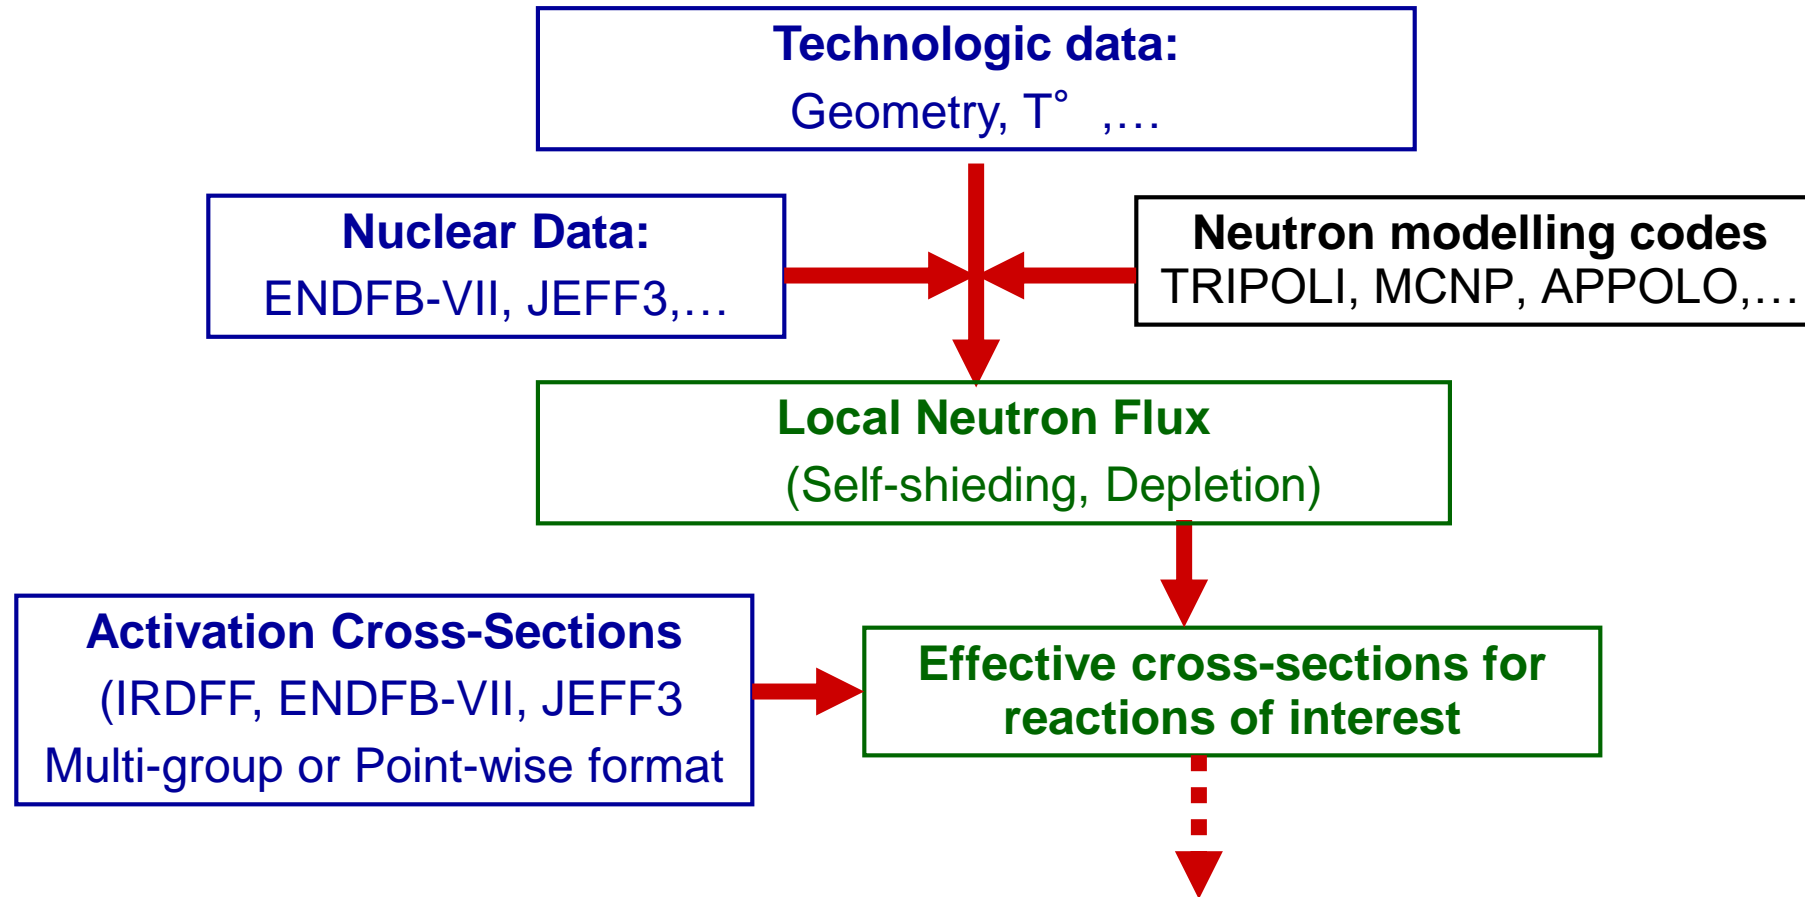 Technologic data:
Geometry, T° ,…
Nuclear Data:
ENDFB-VII, JEFF3,…
Neutron modelling codes
TRIPOLI, MCNP, APPOLO,…
Local Neutron Flux
(Self-shieding, Depletion)
Activation Cross-Sections
(IRDFF, ENDFB-VII, JEFF3
Multi-group or Point-wise format
Effective cross-sections for
reactions of interest